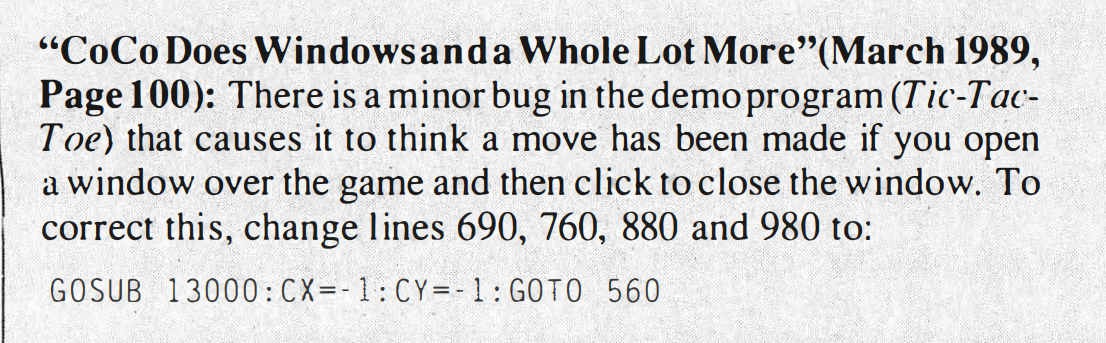 “CoCo Does Windows and a Whole Lot More” (March 1989,
Page 100): There is a minor bug in the demo program (Tic-Tac-
Toe) that causes it to think a move has been made if you open
a window over the game and then click to close the window. To
correct this, change lines 690, 760, 880 and 980 to:
GOSUB 13000:CX=-1:CY=-1:GOTO 560